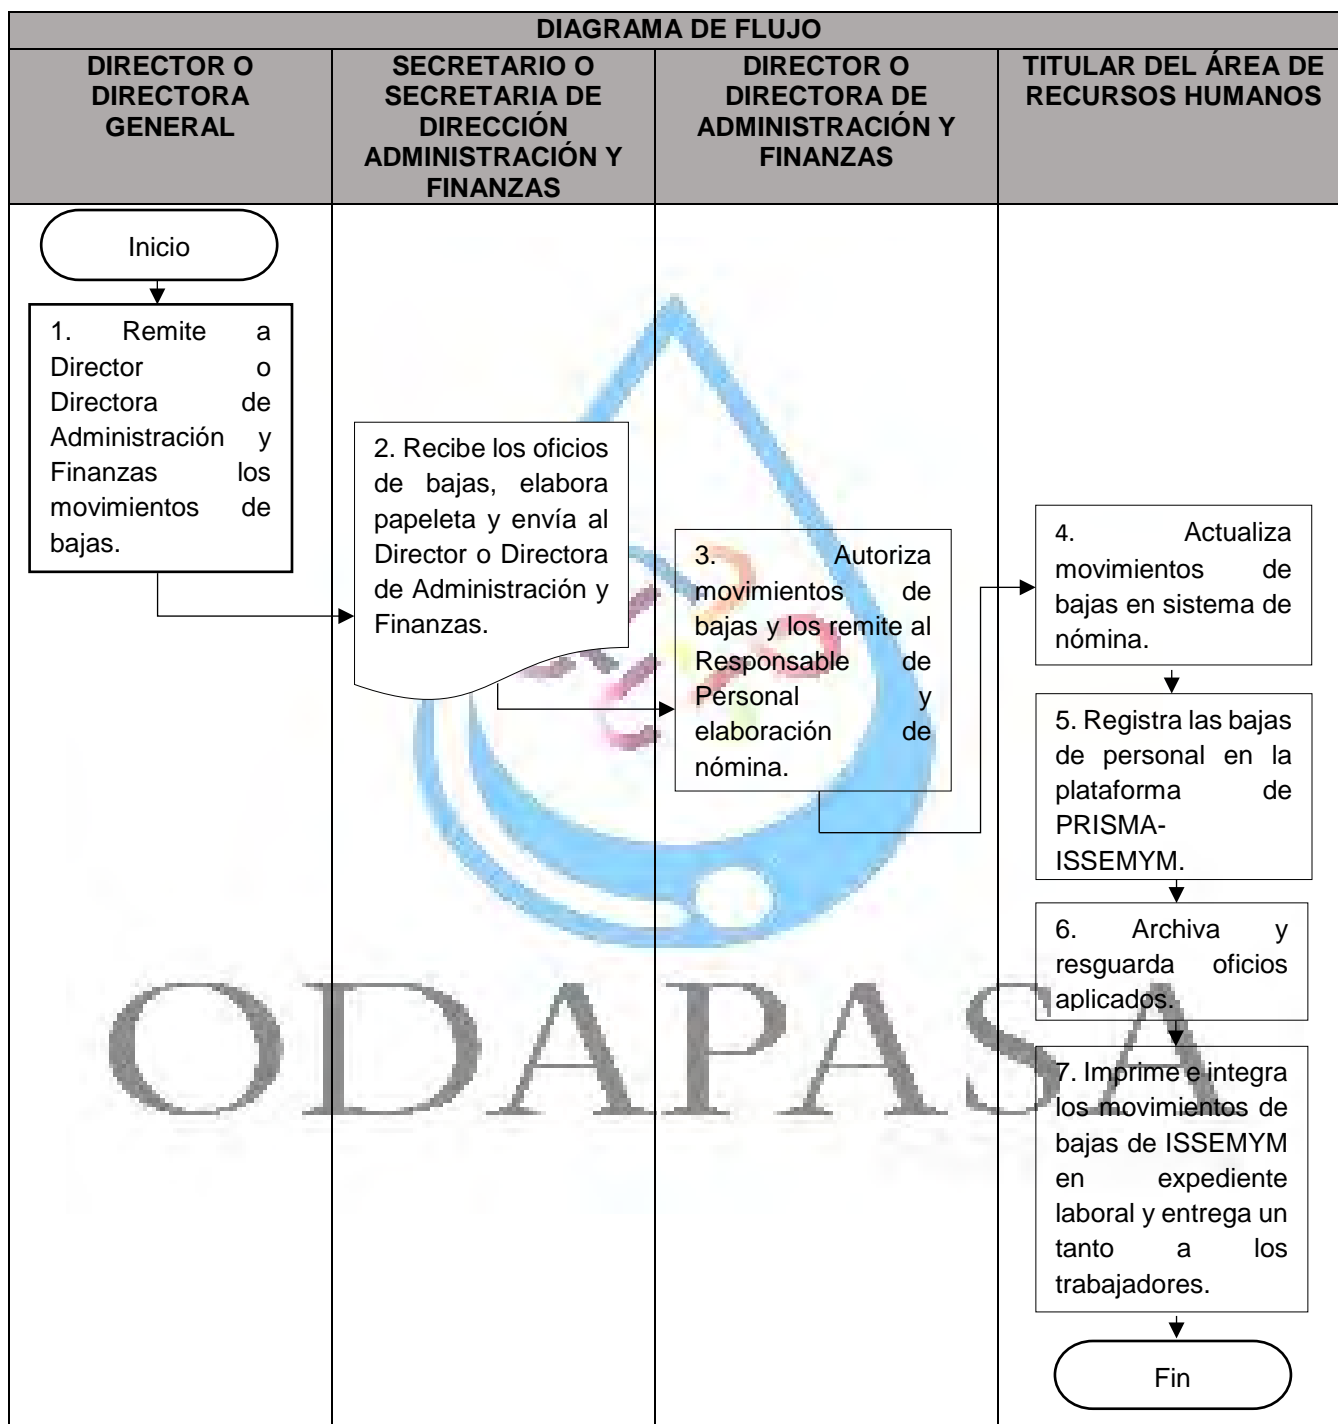 DIAGRAMA DE FLUJO
DIRECTOR O
DIRECTORA
GENERAL
SECRETARIO O
SECRETARIA DE
DIRECCIÓN
ADMINISTRACIÓN Y
FINANZAS
DIRECTOR O
DIRECTORA DE
ADMINISTRACIÓN Y
FINANZAS
TITULAR DEL ÁREA DE
RECURSOS HUMANOS
Inicio
1. Remite a
Director o
Directora de
Administración y
Finanzas los
movimientos de
bajas.
2. Recibe los oficios
de bajas, elabora
papeleta y envía al
Director o Directora
de Administración y
Finanzas.
3. Autoriza
movimientos de
bajas y los remite al
Responsable de
Personal y
elaboración de
nómina.
4. Actualiza
movimientos de
bajas en sistema de
nómina.
5. Registra las bajas
de personal en la
plataforma de
PRISMA-
ISSEMYM.
6. Archiva y
resguarda oficios
aplicados.
7. Imprime e integra
los movimientos de
bajas de ISSEMYM
en expediente
laboral y entrega un
tanto a los
trabajadores.
Fin
ODAPASA